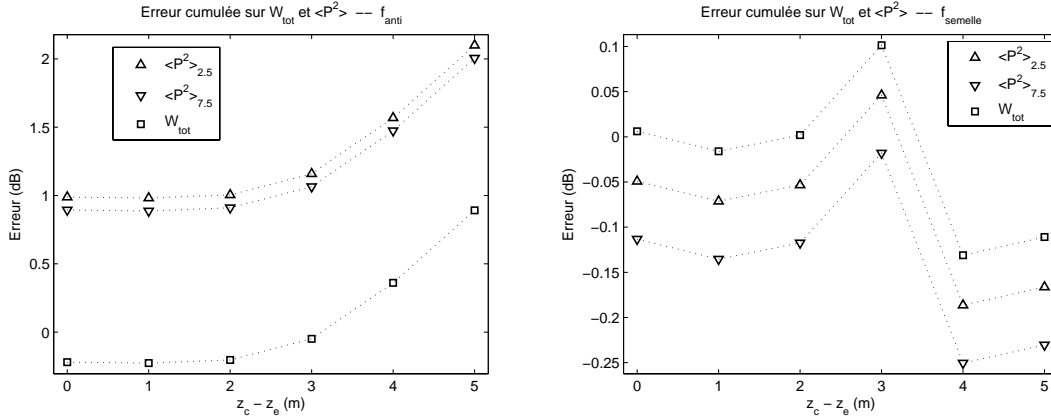 Erreur cumulée sur W_tot et <P²> −− f_anti
2
1.5
1
0.5
0
Erreur (dB)
0 1 2 3 4 5
z_c − z_e (m)
<P²>_2.5
<P²>_7.5
W_tot
Erreur cumulée sur W_tot et <P²> −− f_semelle
0.1
0.05
0
−0.05
−0.1
−0.15
−0.2
−0.25
Erreur (dB)
0 1 2 3 4 5
z_c − z_e (m)
<P²>_2.5
<P²>_7.5
W_tot